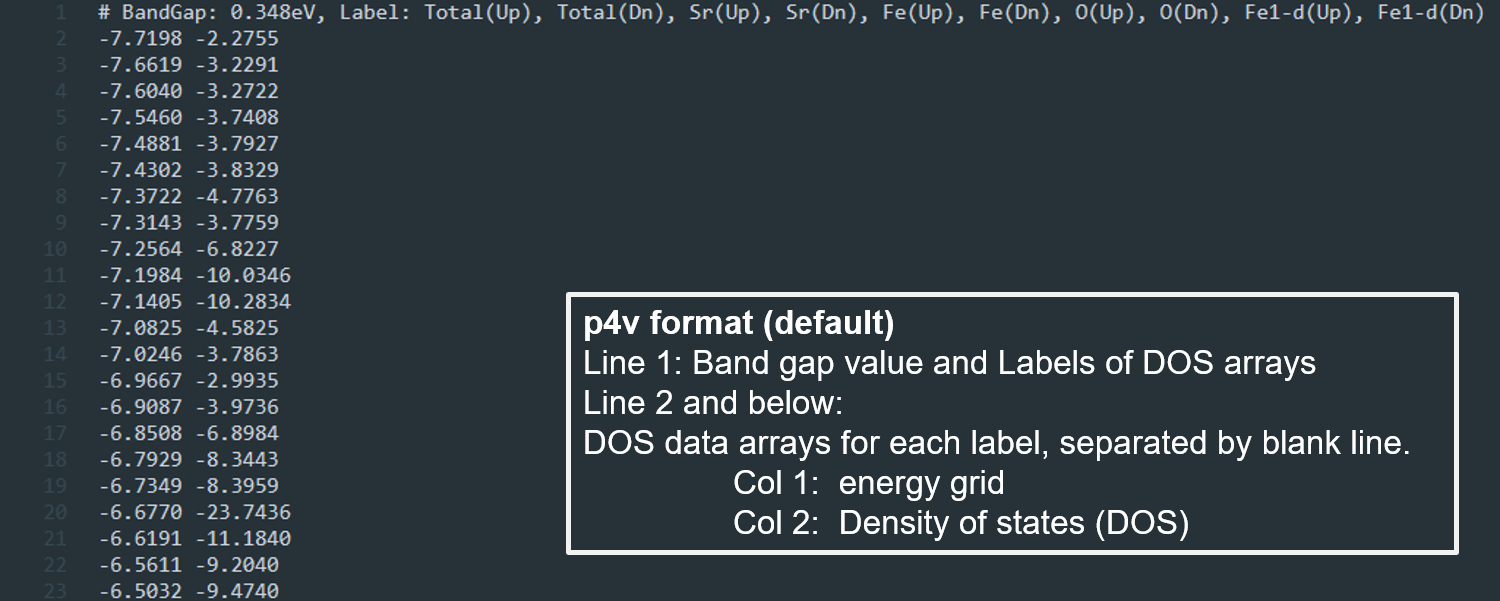 1 # BandGap: 0.348eV, Label: Total(Up), Total(Dn), Sr(Up), Sr(Dn), Fe(Up), Fe(Dn), O(Up), O(Dn), Fe1-d(Up), Fe1-d(Dn)
2 -7.7198 -2.2755
3 -7.6619 -3.2291
4 -7.6040 -3.2722
5 -7.5460 -3.7408
6 -7.4881 -3.7927
7 -7.4302 -3.8329
8 -7.3722 -4.7763
9 -7.3143 -3.7759
10 -7.2564 -6.8227
11 -7.1984 -10.0346
12 -7.1405 -10.2834
13 -7.0825 -4.5825
14 -7.0246 -3.7863
15 -6.9667 -2.9935
16 -6.9087 -3.9736
17 -6.8508 -6.8984
18 -6.7929 -8.3443
19 -6.7349 -8.3959
20 -6.6770 -23.7436
21 -6.6191 -11.1840
22 -6.5611 -9.2040
23 -6.5032 -9.4740
p4v format (default)
Line 1: Band gap value and Labels of DOS arrays
Line 2 and below:
DOS data arrays for each label, separated by blank line.
Col 1: energy grid
Col 2: Density of states (DOS)